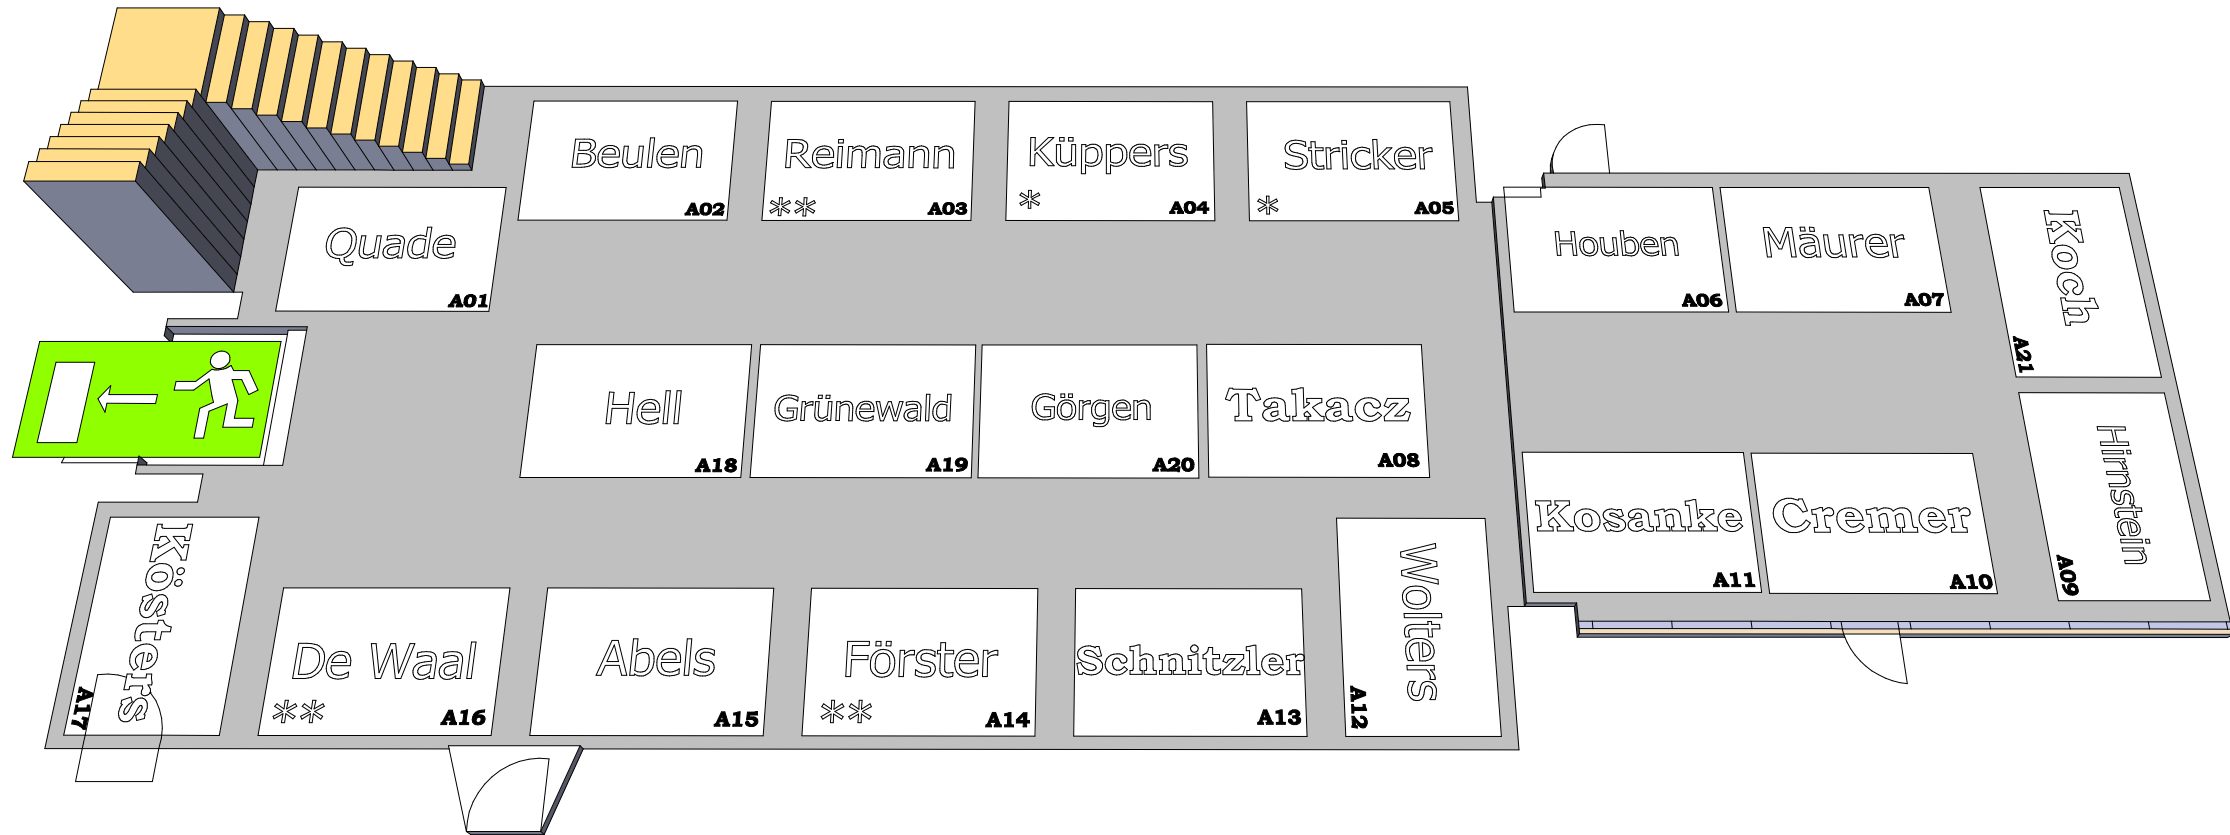 Beulen
A02
Reimann
**
A03
Küppers
*
A04
Stricker
*
A05
Quade
A01
Houben
A06
Mäurer
A07
Koch
A21
Hell
A18
Grünewald
A19
Görgen
A20
Takacz
A08
Kosanke
A11
Cremer
A10
Hirnstein
A09
Kösters
A17
De Waal
**
A16
Abels
A15
Förster
**
A14
Schnitzler
A13
Wolters
A12